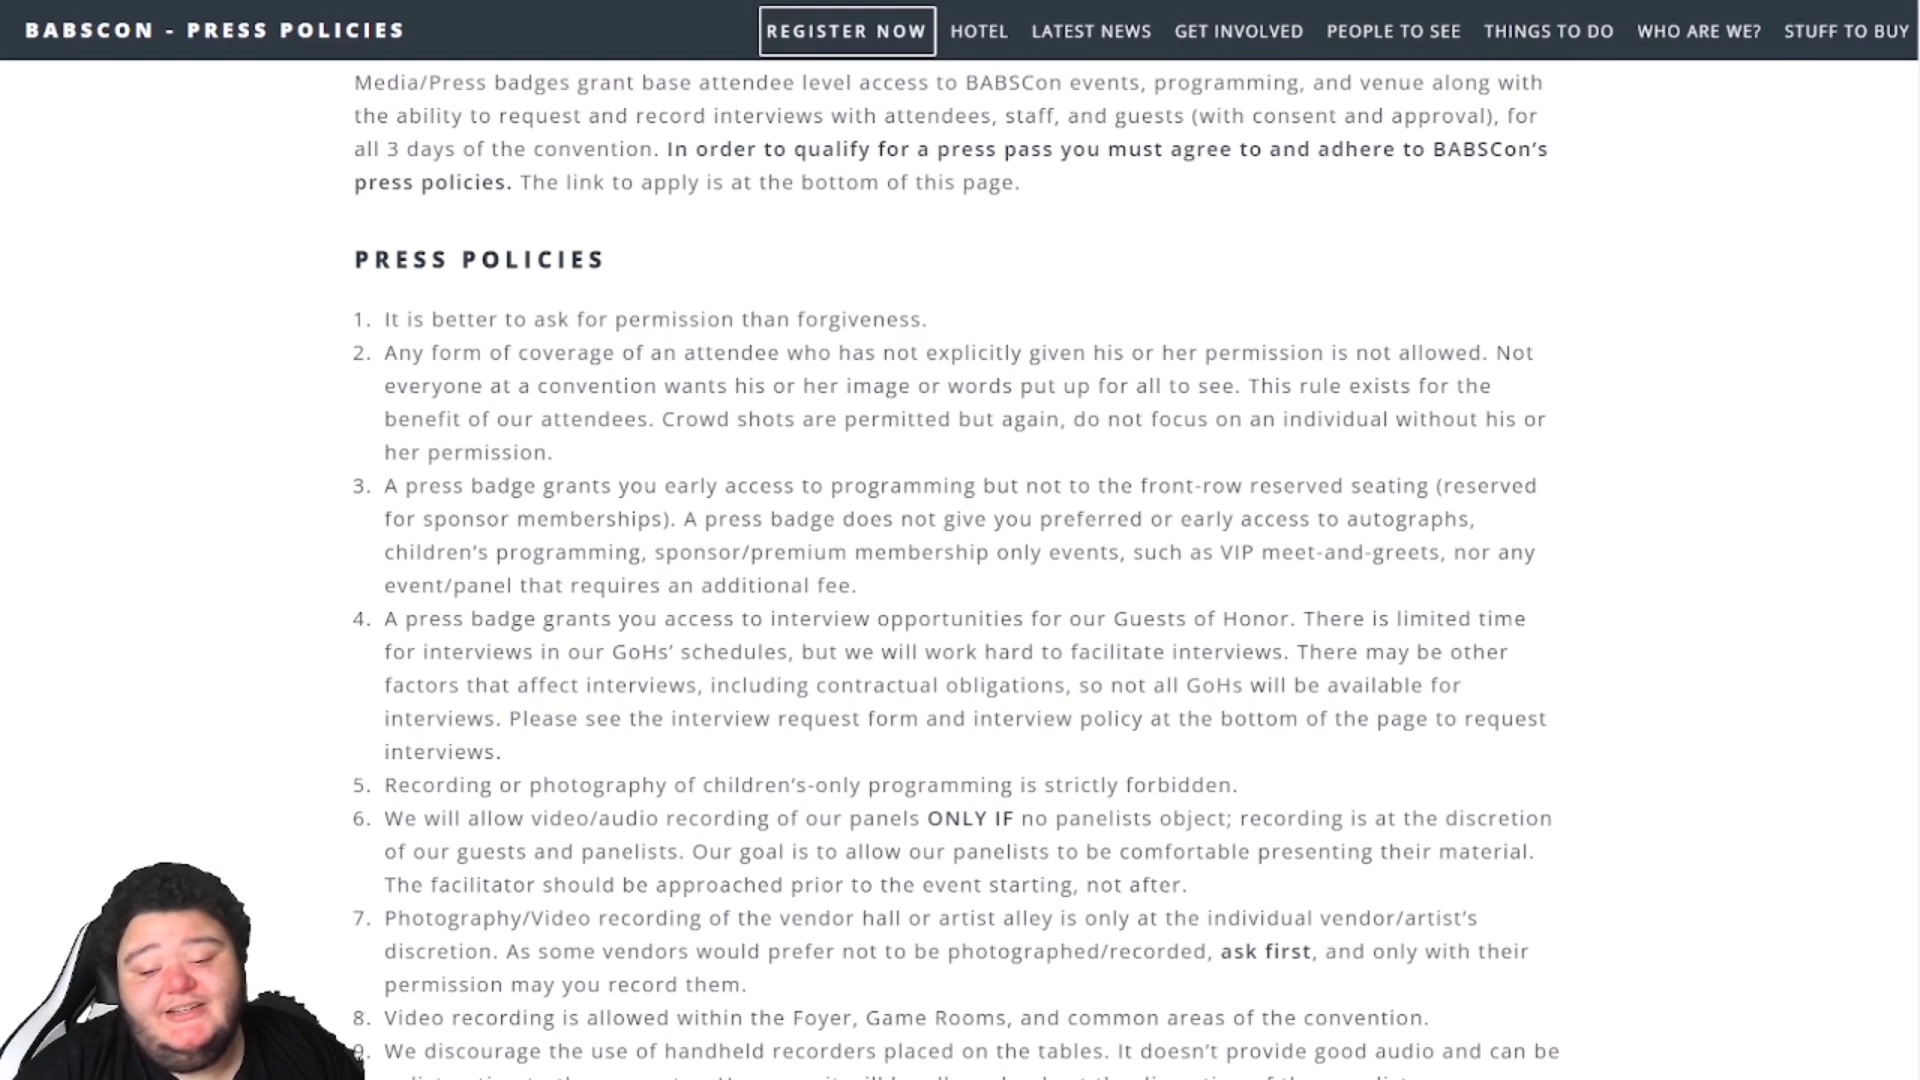 BABSCON - PRESS POLICIES
REGISTER NOW HOTEL LATEST NEWS GET INVOLVED PEOPLE TO SEE THINGS TO DO WHO ARE WE? STUFF TO BUY
Media/Press badges grant base attendee level access to BABSCon events, programming, and venue along with
the ability to request and record interviews with attendees, staff, and guests (with consent and approval), for
all 3 days of the convention. In order to qualify for a press pass you must agree to and adhere to BABSCon’s
press policies. The link to apply is at the bottom of this page.
PRESS POLICIES
1. It is better to ask for permission than forgiveness.
2. Any form of coverage of an attendee who has not explicitly given his or her permission is not allowed. Not
everyone at a convention wants his or her image or words put up for all to see. This rule exists for the
benefit of our attendees. Crowd shots are permitted but again, do not focus on an individual without his or
her permission.
3. A press badge grants you early access to programming but not to the front-row reserved seating (reserved
for sponsor memberships). A press badge does not give you preferred or early access to autographs,
children’s programming, sponsor/premium membership only events, such as VIP meet-and-greets, nor any
event/panel that requires an additional fee.
4. A press badge grants you access to interview opportunities for our Guests of Honor. There is limited time
for interviews in our GoHs’ schedules, but we will work hard to facilitate interviews. There may be other
factors that affect interviews, including contractual obligations, so not all GoHs will be available for
interviews. Please see the interview request form and interview policy at the bottom of the page to request
interviews.
5. Recording or photography of children’s-only programming is strictly forbidden.
6. We will allow video/audio recording of our panels ONLY IF no panelists object; recording is at the discretion
of our guests and panelists. Our goal is to allow our panelists to be comfortable presenting their material.
The facilitator should be approached prior to the event starting, not after.
7. Photography/Video recording of the vendor hall or artist alley is only at the individual vendor/artist’s
discretion. As some vendors would prefer not to be photographed/recorded, ask first, and only with their
permission may you record them.
8. Video recording is allowed within the Foyer, Game Rooms, and common areas of the convention.
9. We discourage the use of handheld recorders placed on the tables. It doesn’t provide good audio and can be